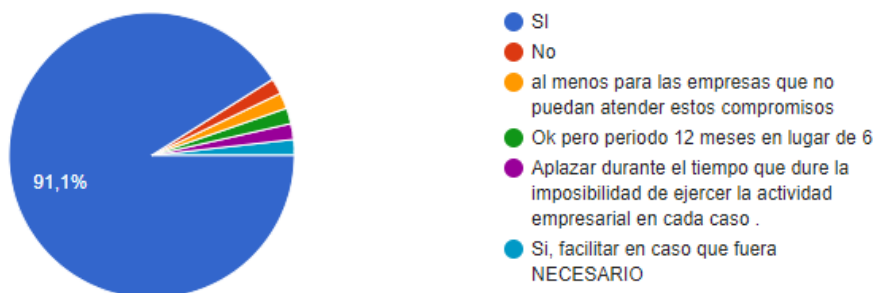 91,1%
SI
No
al menos para las empresas que no
puedan atender estos compromisos
Ok pero periodo 12 meses en lugar de 6
Aplazar durante el tiempo que dure la
imposibilidad de ejercer la actividad
empresarial en cada caso .
Si, facilitar en caso que fuera
NECESARIO